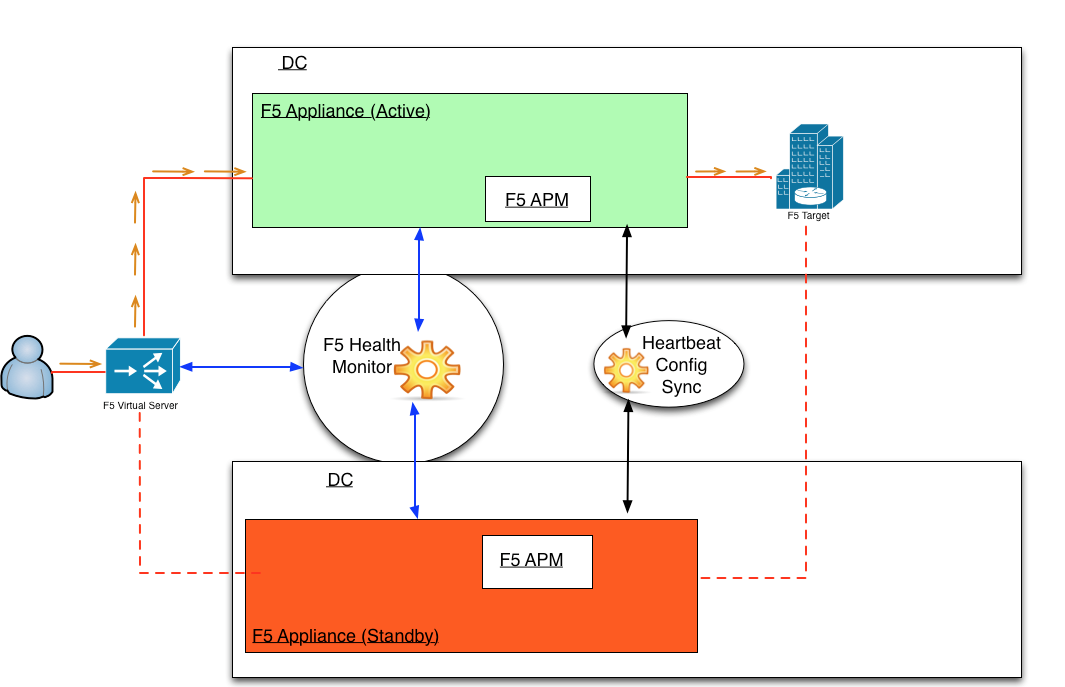 DC
F5 Appliance (Active)
F5 APM
F5 Target
F5 Health
Monitor
Heartbeat
Config
Sync
F5 Virtual Server
DC
F5 APM
F5 Appliance (Standby)